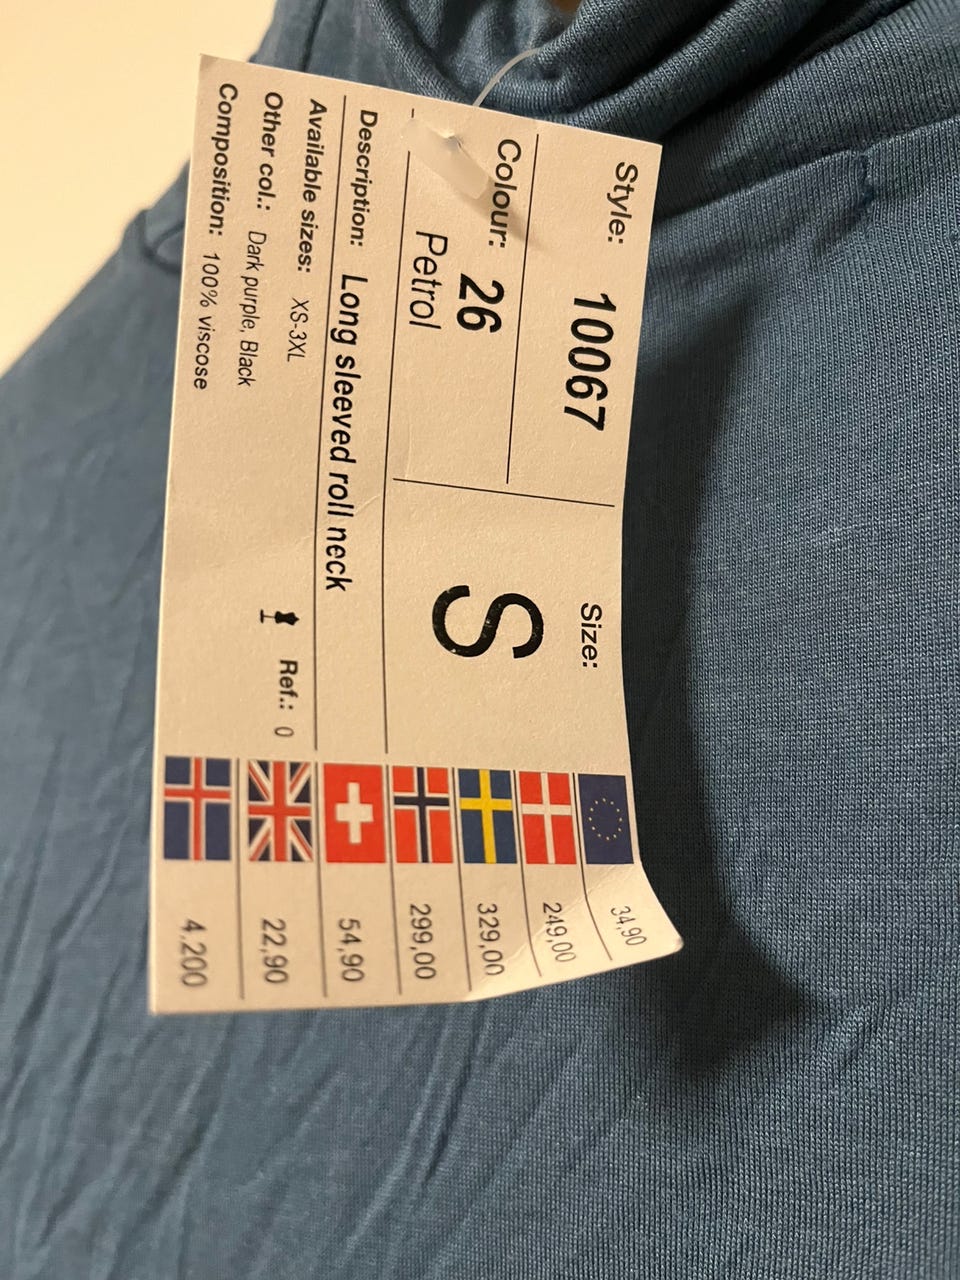 Style: 10067
Size:
S
Colour: 26
Petrol
Description: Long sleeved roll neck
Available sizes: XS-3XL
Other col.: Dark purple, Black
Ref.: 0
Composition: 100% viscose
34,90
249,00
329,00
299,00
54,90
22,90
4.200